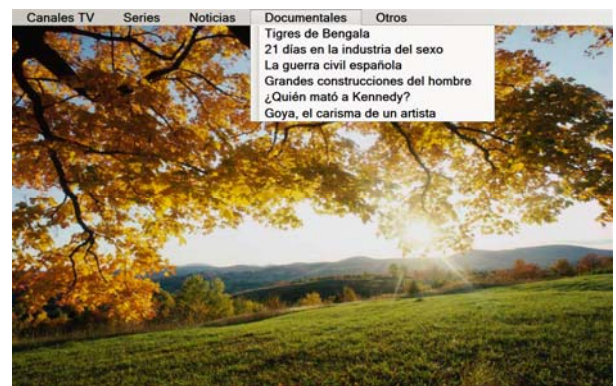 Canales TV Series Noticias Documentales Otros
Tigres de Bengala
21 días en la industria del sexo
La guerra civil española
Grandes construcciones del hombre
¿Quién mató a Kennedy?
Goya, el carisma de un artista